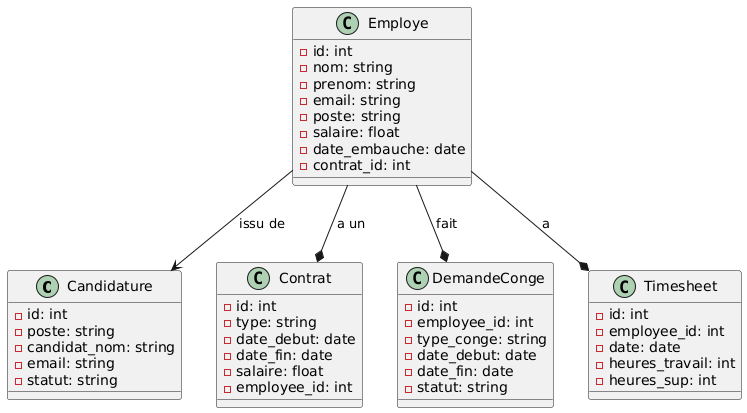 C Employe
id: int
nom: string
prenom: string
email: string
poste: string
salaire: float
date_embauche: date
contrat_id: int
issu de
a un
fait
a
C Candidature
id: int
poste: string
candidat_nom: string
email: string
statut: string
C Contrat
id: int
type: string
date_debut: date
date_fin: date
salaire: float
employee_id: int
C DemandeConge
id: int
employee_id: int
type_conge: string
date_debut: date
date_fin: date
statut: string
C Timesheet
id: int
employee_id: int
date: date
heures_travail: int
heures_sup: int